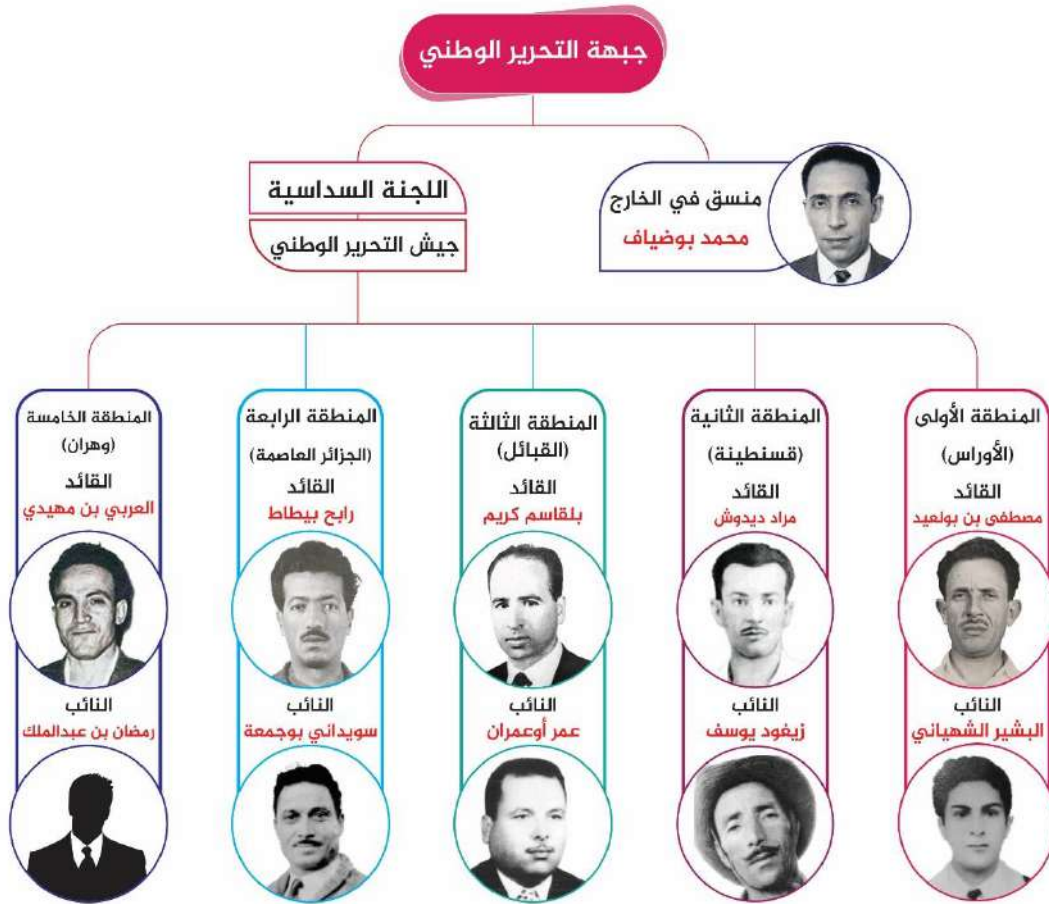 جبهة التحرير الوطني
منسق في الخارج
محمد بوضياف
اللجنة السداسية
جيش التحرير الوطني
المنطقة الأولى
(الأوراس)
القائد
مصطفى بن بولعيد
النائب
البشير الشهياني
المنطقة الثانية
(قسنطينة)
القائد
مراد ديدوش
النائب
زيغود يوسف
المنطقة الثالثة
(القبائل)
القائد
بلقاسم كريم
النائب
عمر أوعمران
المنطقة الرابعة
(الجزائر العاصمة)
القائد
رابح بيطاط
النائب
سويداني بوجمعة
المنطقة الخامسة
(وهران)
القائد
العربي بن مهيدي
النائب
رمضان بن عبدالملك